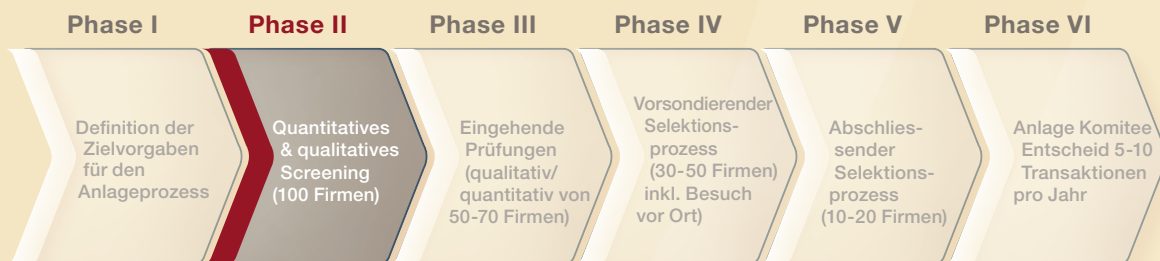 Phase I
Phase II
Phase III
Phase IV
Phase V
Phase VI
Definition der
Zielvorgaben
für den
Anlageprozess
Quantitatives
& qualitatives
Screening
(100 Firmen)
Eingehende
Prüfungen
(qualitativ/
quantitativ von
50-70 Firmen)
Vorsondierender
Selektions-
prozess
(30-50 Firmen)
inkl. Besuch
vor Ort)
Abschlies-
sender
Selektions-
prozess
(10-20 Firmen)
Anlage Komitee
Entscheid 5-10
Transaktionen
pro Jahr